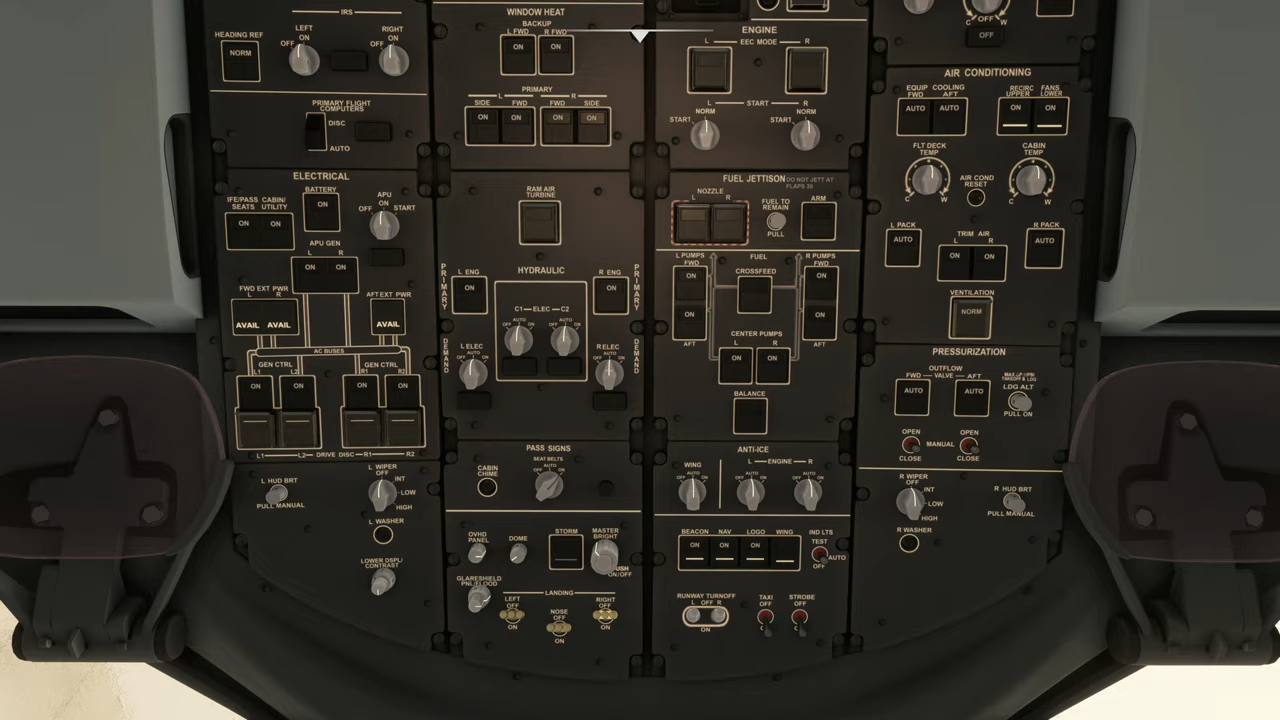 IRS
LEFT
ON
OFF
RIGHT
ON
OFF
HEADING REF
NORM
PRIMARY FLIGHT
COMPUTERS
DISC
AUTO
ELECTRICAL
BATTERY
ON
APU
ON
OFF
START
IFE/PASS
SEATS
CABIN/
UTILITY
ON
ON
APU GEN
L
R
ON
ON
FWD EXT PWR
L
R
AVAIL
AVAIL
AFT EXT PWR
AVAIL
AC BUSES
GEN CTRL
L1
L2
GEN CTRL
R1
R2
ON
ON
ON
ON
L1
L2
DRIVE
DISC
R1
R2
L HUD BRT
PULL MANUAL
L WIPER
OFF
INT
LOW
HIGH
L WASHER
LOWER DSPL/
CONTRAST
WINDOW HEAT
BACKUP
L FWD
R FWD
ON
ON
PRIMARY
L
R
SIDE
FWD
FWD
SIDE
ON
ON
ON
ON
RAM AIR
TURBINE
HYDRAULIC
PRIMARY
L ENG
ON
R ENG
ON
PRIMARY
C1
ELEC
C2
AUTO
OFF
ON
AUTO
OFF
ON
DEMAND
L ELEC
AUTO
OFF
ON
R ELEC
AUTO
OFF
ON
DEMAND
PASS SIGNS
CABIN
CHIME
SEAT BELTS
AUTO
OFF
ON
OVHD
PANEL
DOME
STORM
MASTER
BRIGHT
PUSH
ON/OFF
GLARESHIELD
PNL/FLOOD
LANDING
LEFT
OFF
ON
NOSE
OFF
ON
RIGHT
OFF
ON
ENGINE
L
EEC MODE
R
L
START
R
NORM
START
NORM
START
FUEL JETTISON
DO NOT JETT AT
FLAPS 30
NOZZLE
L
R
FUEL TO
REMAIN
PULL
ARM
FUEL
L PUMPS
FWD
ON
ON
AFT
CROSSFEED
R PUMPS
FWD
ON
ON
AFT
CENTER PUMPS
L
R
ON
ON
BALANCE
ANTI-ICE
WING
AUTO
OFF
ON
L
ENGINE
R
AUTO
OFF
ON
AUTO
OFF
ON
BEACON
NAV
LOGO
WING
ON
ON
ON
ON
IND LTS
TEST
AUTO
OFF
RUNWAY TURNOFF
L
OFF
R
ON
TAXI
OFF
STROBE
OFF
C
W
OFF
C
W
OFF
AIR CONDITIONING
EQUIP
COOLING
FWD
AFT
AUTO
AUTO
RECIRC
FANS
UPPER
LOWER
ON
ON
FLT DECK
TEMP
C
W
AIR COND
RESET
CABIN
TEMP
C
W
L PACK
AUTO
TRIM AIR
L
R
ON
ON
R PACK
AUTO
VENTILATION
NORM
PRESSURIZATION
OUTFLOW
FWD
VALVE
AFT
AUTO
AUTO
LDG ALT
PULL ON
OPEN
CLOSE
MANUAL
OPEN
CLOSE
R WIPER
OFF
INT
LOW
HIGH
R WASHER
R HUD BRT
PULL MANUAL